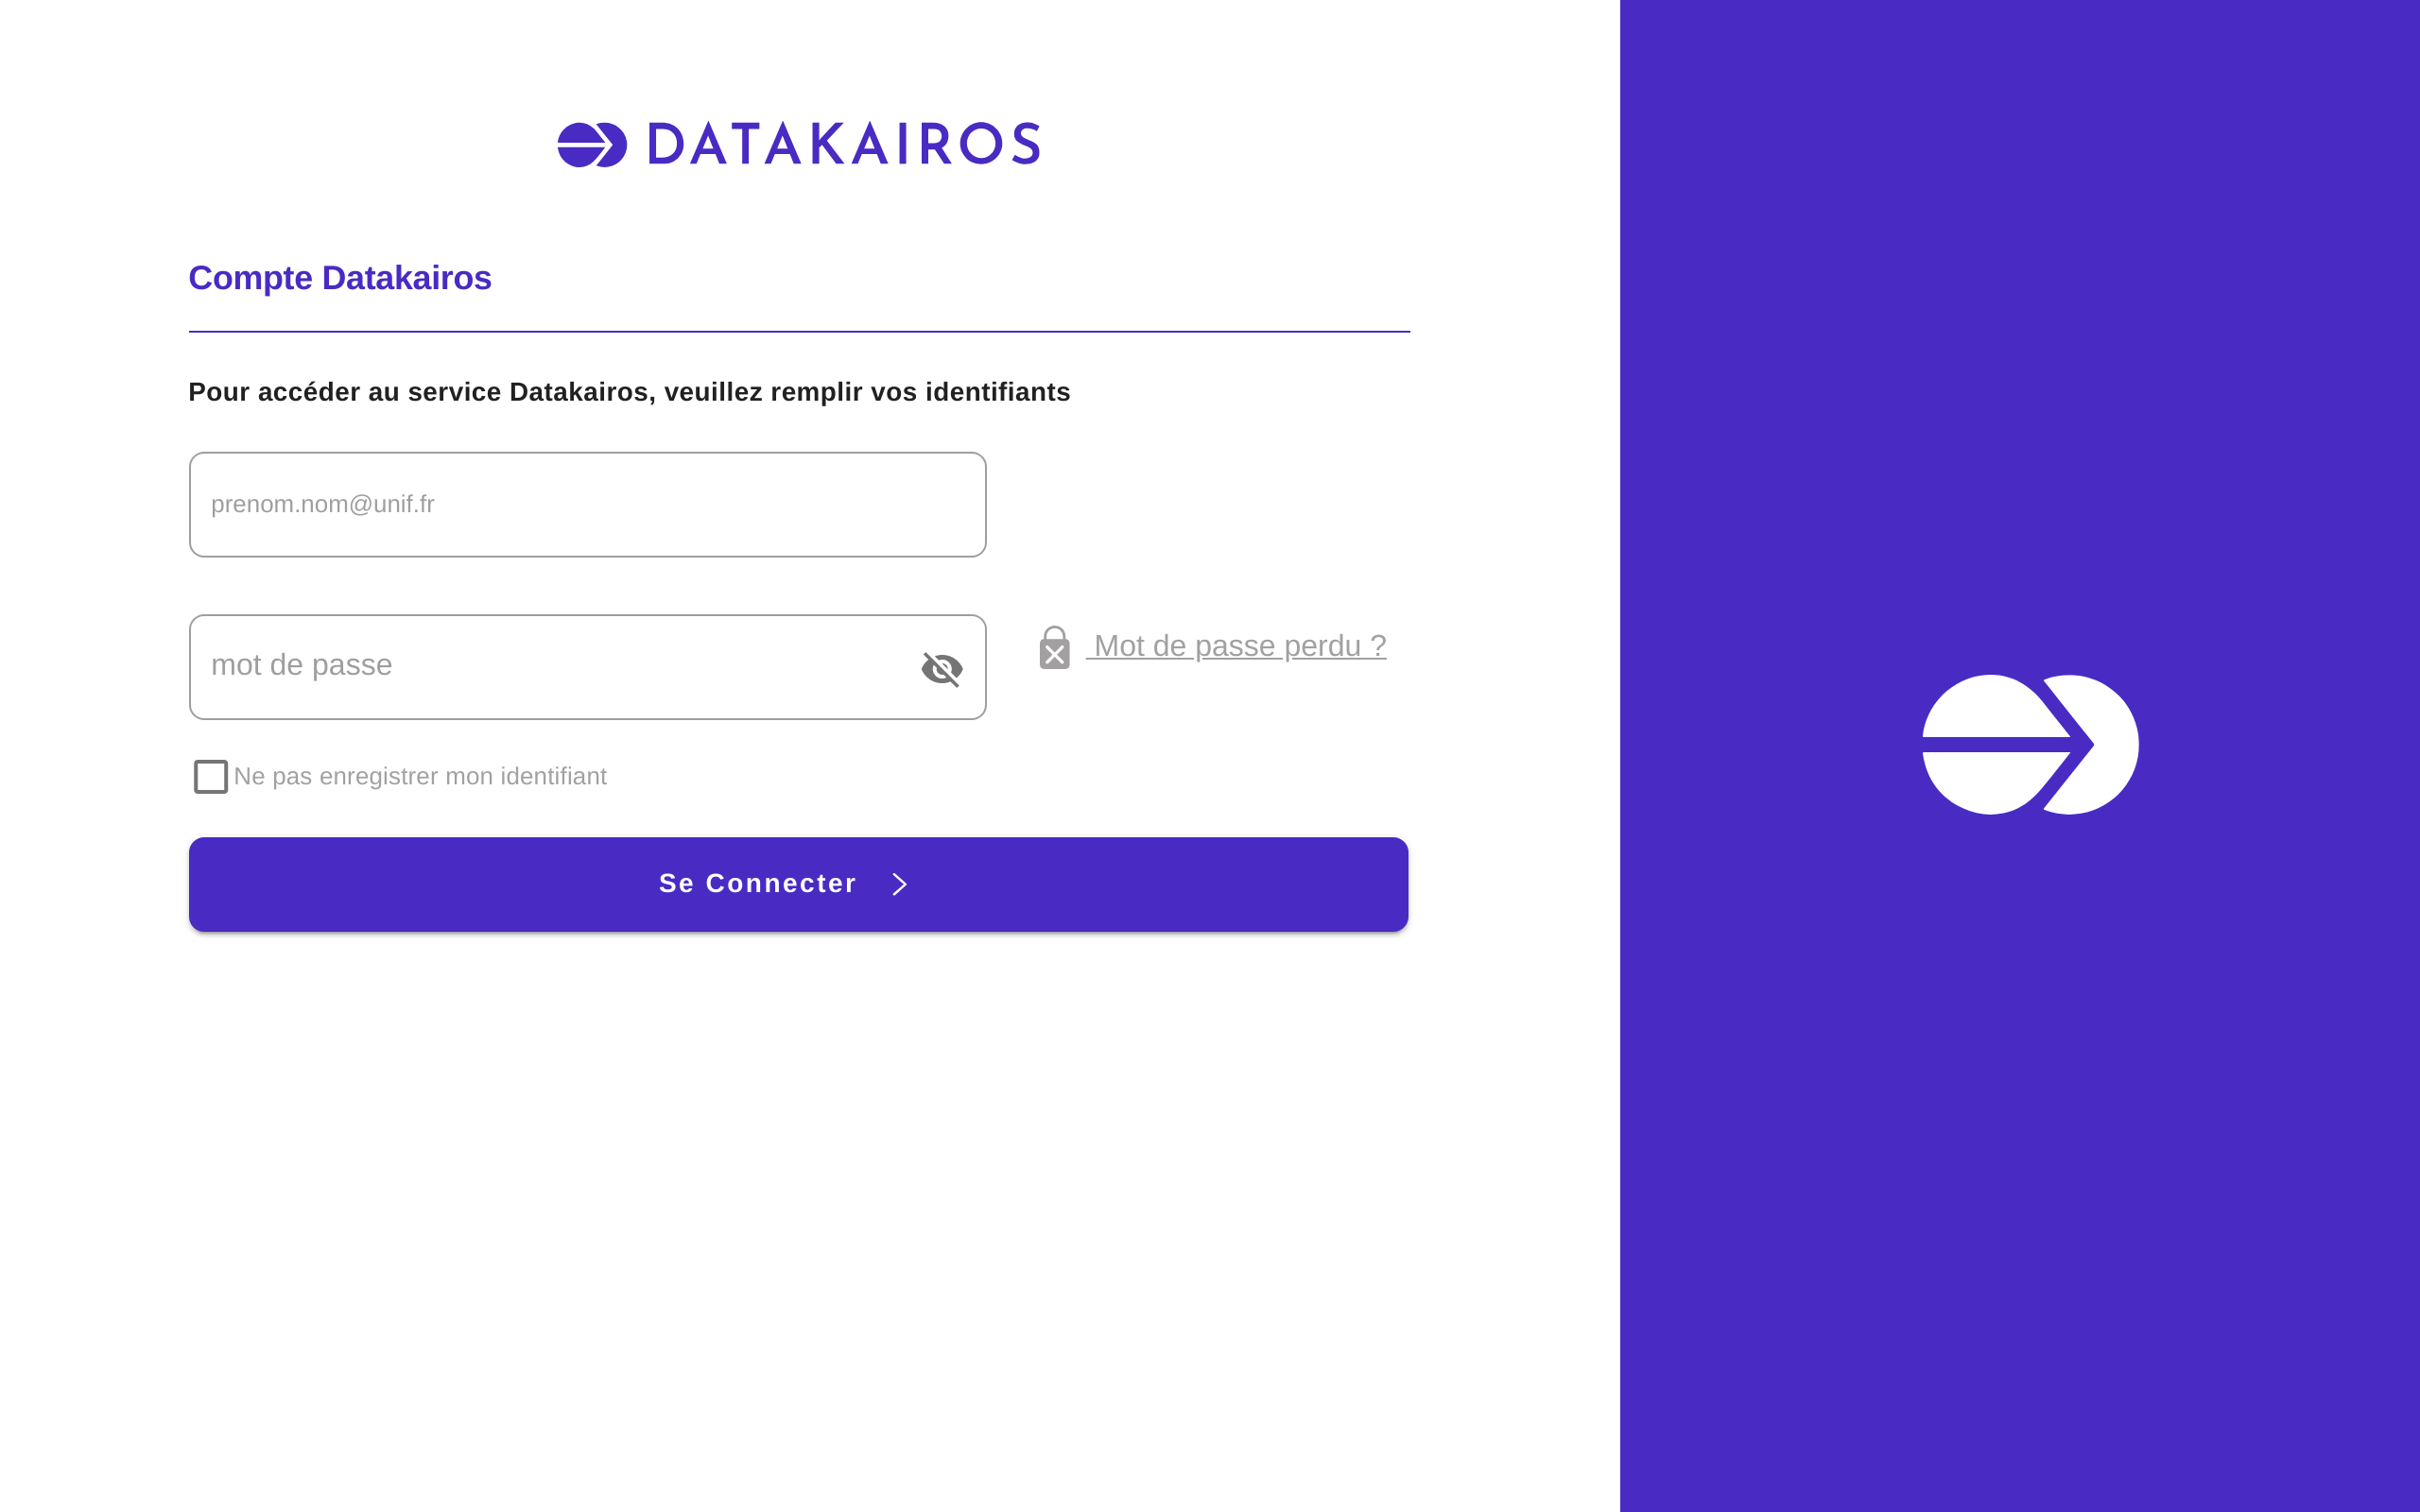 DATAKAIROS
Compte Datakairos
Pour accéder au service Datakairos, veuillez remplir vos identifiants
prenom.nom@unif.fr
mot de passe
Mot de passe perdu ?
Ne pas enregistrer mon identifiant
Se Connecter